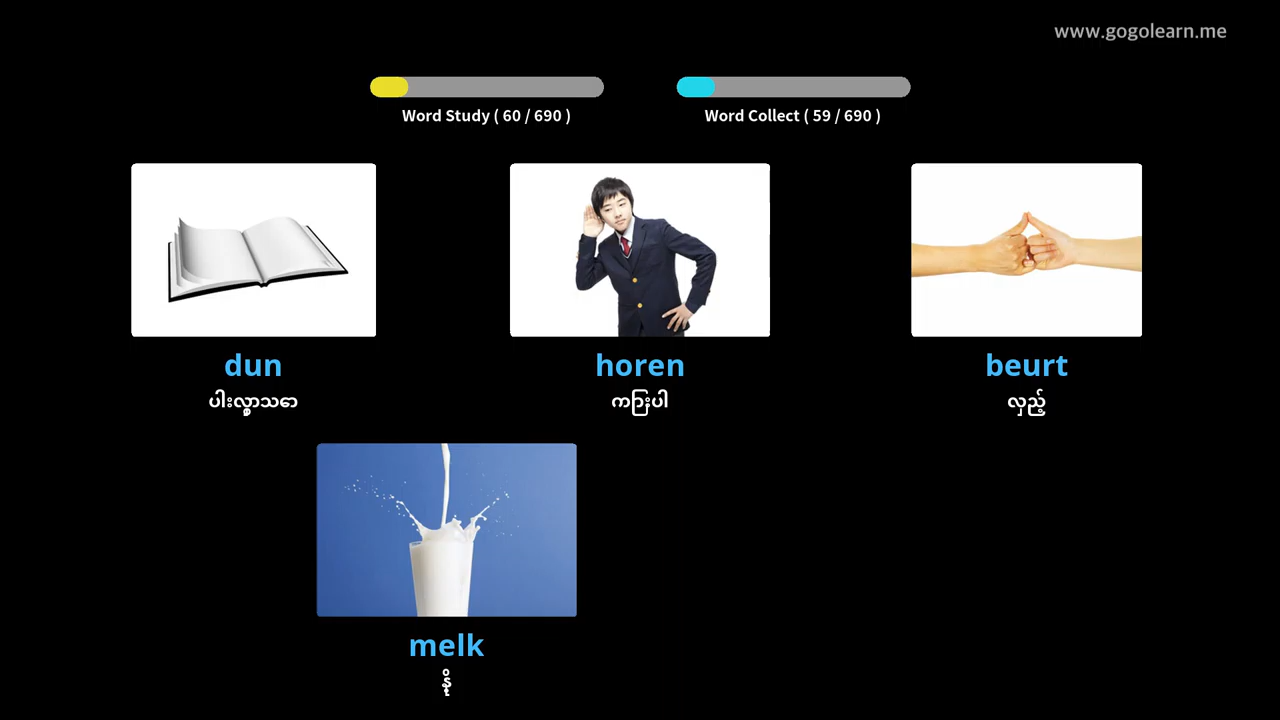 www.gogolearn.me
Word Study ( 60 / 690 )
Word Collect ( 59 / 690 )
dun
horen
beurt
ပါးလွှာသော
ကြားပါ
လှည့်
melk
နို့